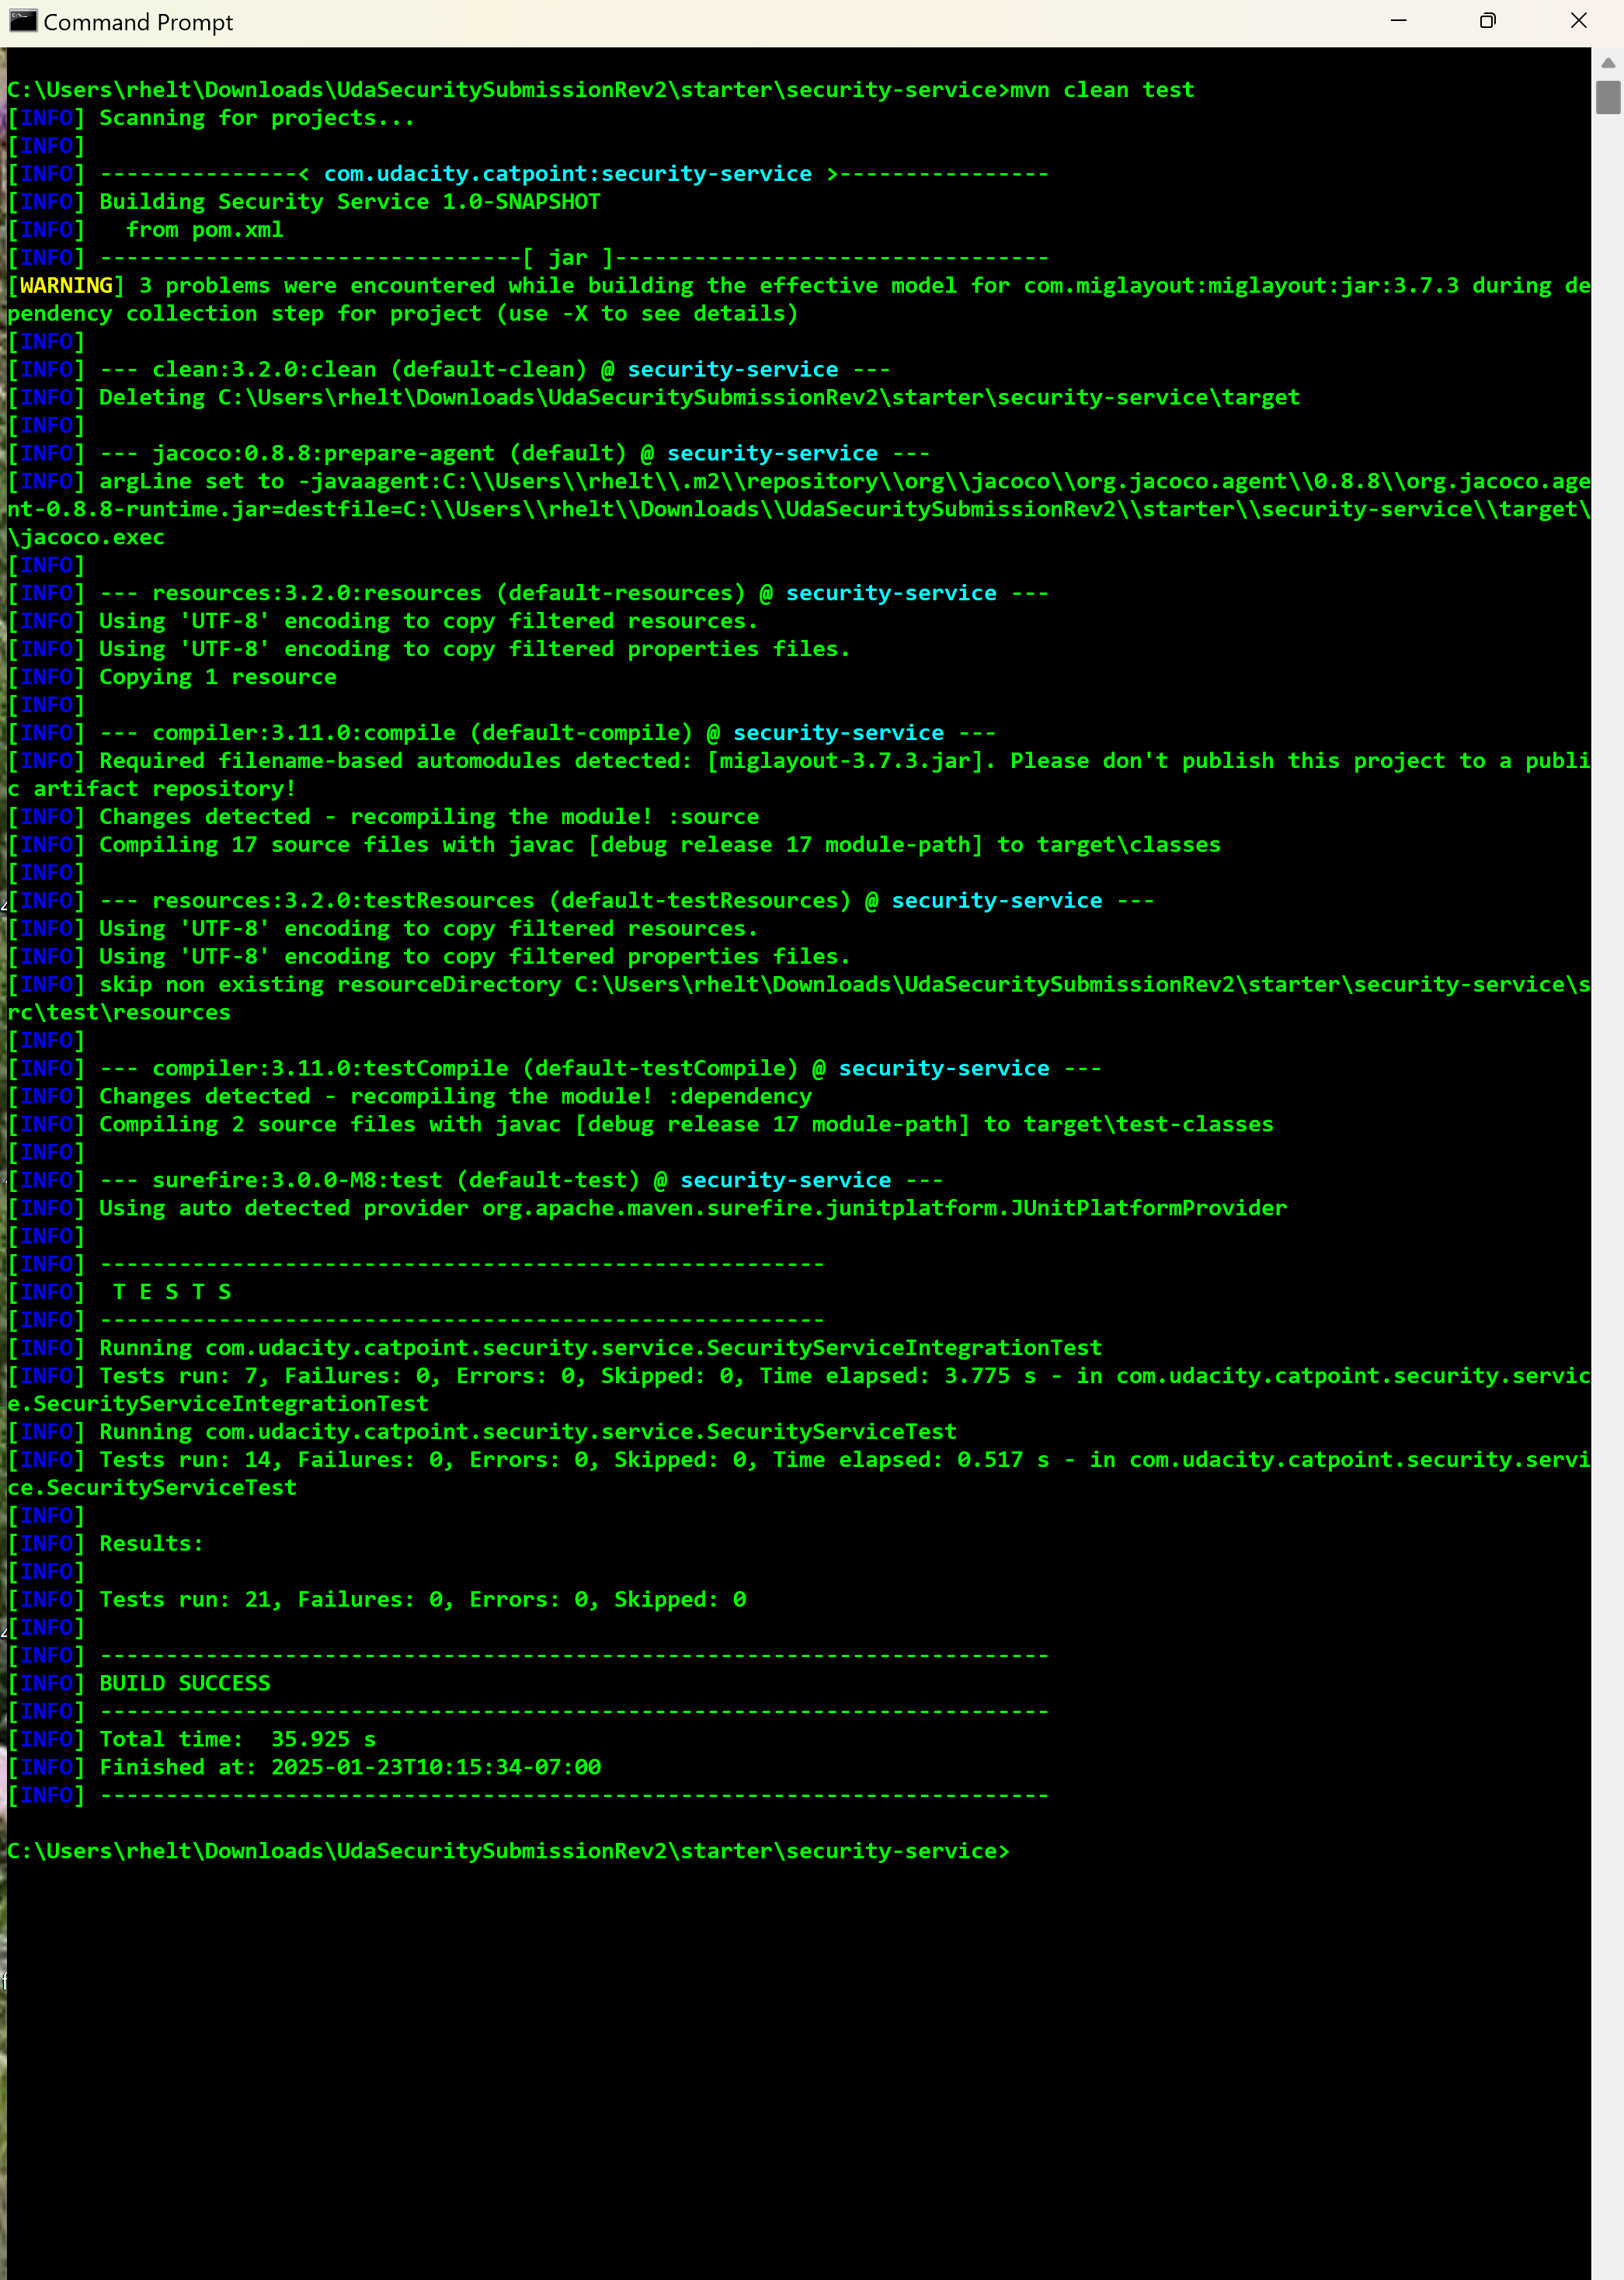 Command Prompt
C:\Users\rhelt\Downloads\UdaSecuritySubmissionRev2\starter\security-service>mvn clean test
[INFO] Scanning for projects...
[INFO]
[INFO] ---------------< com.udacity.catpoint:security-service >----------------
[INFO] Building Security Service 1.0-SNAPSHOT
[INFO]   from pom.xml
[INFO] --------------------------------[ jar ]---------------------------------
[WARNING] 3 problems were encountered while building the effective model for com.miglayout:miglayout:jar:3.7.3 during de
pendency collection step for project (use -X to see details)
[INFO]
[INFO] --- clean:3.2.0:clean (default-clean) @ security-service ---
[INFO] Deleting C:\Users\rhelt\Downloads\UdaSecuritySubmissionRev2\starter\security-service\target
[INFO]
[INFO] --- jacoco:0.8.8:prepare-agent (default) @ security-service ---
[INFO] argLine set to -javaagent:C:\\Users\\rhelt\\.m2\\repository\\org\\jacoco\\org.jacoco.agent\\0.8.8\\org.jacoco.age
nt-0.8.8-runtime.jar=destfile=C:\\Users\\rhelt\\Downloads\\UdaSecuritySubmissionRev2\\starter\\security-service\\target\
\jacoco.exec
[INFO]
[INFO] --- resources:3.2.0:resources (default-resources) @ security-service ---
[INFO] Using 'UTF-8' encoding to copy filtered resources.
[INFO] Using 'UTF-8' encoding to copy filtered properties files.
[INFO] Copying 1 resource
[INFO]
[INFO] --- compiler:3.11.0:compile (default-compile) @ security-service ---
[INFO] Required filename-based automodules detected: [miglayout-3.7.3.jar]. Please don't publish this project to a publi
c artifact repository!
[INFO] Changes detected - recompiling the module! :source
[INFO] Compiling 17 source files with javac [debug release 17 module-path] to target\classes
[INFO]
[INFO] --- resources:3.2.0:testResources (default-testResources) @ security-service ---
[INFO] Using 'UTF-8' encoding to copy filtered resources.
[INFO] Using 'UTF-8' encoding to copy filtered properties files.
[INFO] skip non existing resourceDirectory C:\Users\rhelt\Downloads\UdaSecuritySubmissionRev2\starter\security-service\s
rc\test\resources
[INFO]
[INFO] --- compiler:3.11.0:testCompile (default-testCompile) @ security-service ---
[INFO] Changes detected - recompiling the module! :dependency
[INFO] Compiling 2 source files with javac [debug release 17 module-path] to target\test-classes
[INFO]
[INFO] --- surefire:3.0.0-M8:test (default-test) @ security-service ---
[INFO] Using auto detected provider org.apache.maven.surefire.junitplatform.JUnitPlatformProvider
[INFO]
[INFO] -------------------------------------------------------
[INFO]  T E S T S
[INFO] -------------------------------------------------------
[INFO] Running com.udacity.catpoint.security.service.SecurityServiceIntegrationTest
[INFO] Tests run: 7, Failures: 0, Errors: 0, Skipped: 0, Time elapsed: 3.775 s - in com.udacity.catpoint.security.servic
e.SecurityServiceIntegrationTest
[INFO] Running com.udacity.catpoint.security.service.SecurityServiceTest
[INFO] Tests run: 14, Failures: 0, Errors: 0, Skipped: 0, Time elapsed: 0.517 s - in com.udacity.catpoint.security.servi
ce.SecurityServiceTest
[INFO]
[INFO] Results:
[INFO]
[INFO] Tests run: 21, Failures: 0, Errors: 0, Skipped: 0
[INFO]
[INFO] ------------------------------------------------------------------------
[INFO] BUILD SUCCESS
[INFO] ------------------------------------------------------------------------
[INFO] Total time:  35.925 s
[INFO] Finished at: 2025-01-23T10:15:34-07:00
[INFO] ------------------------------------------------------------------------
C:\Users\rhelt\Downloads\UdaSecuritySubmissionRev2\starter\security-service>